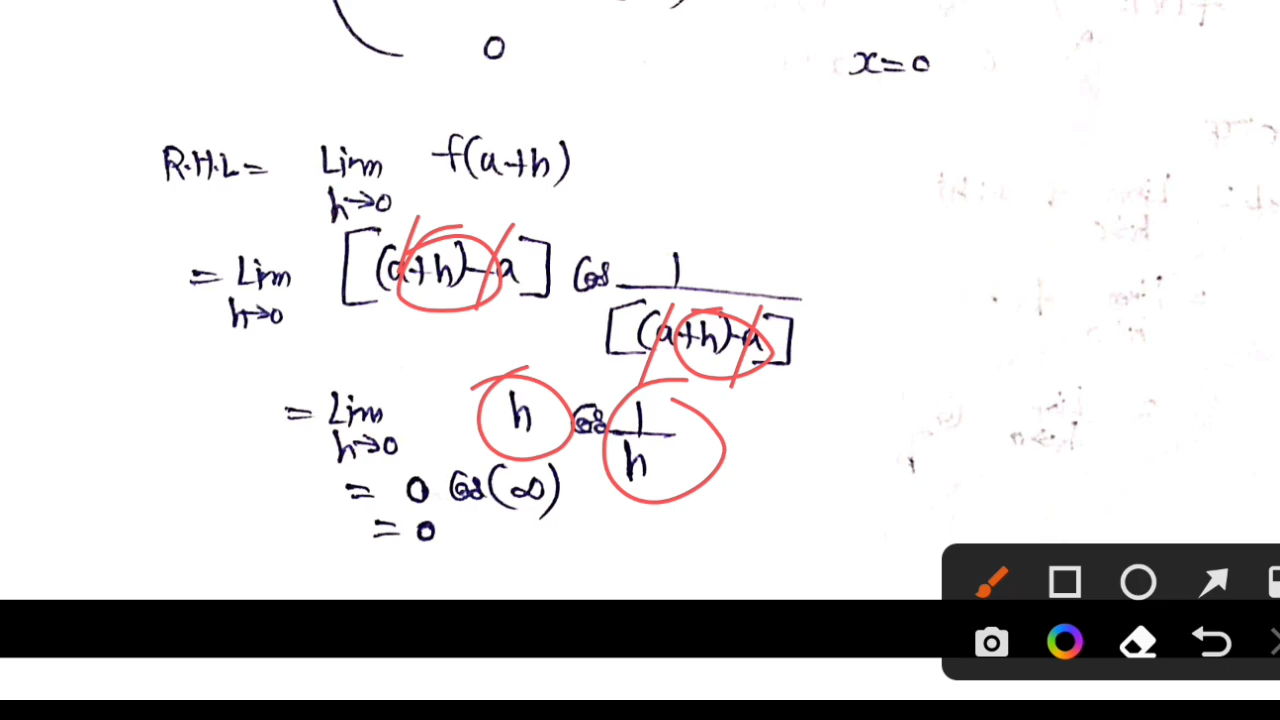 0
x=0
R.H.L = Lim h→0 f(a+h)
= Lim h→0 [(a+h)-a] Cos 1/[(a+h)-a]
= Lim h→0 h Cos 1/h
= 0 Cos(∞)
= 0